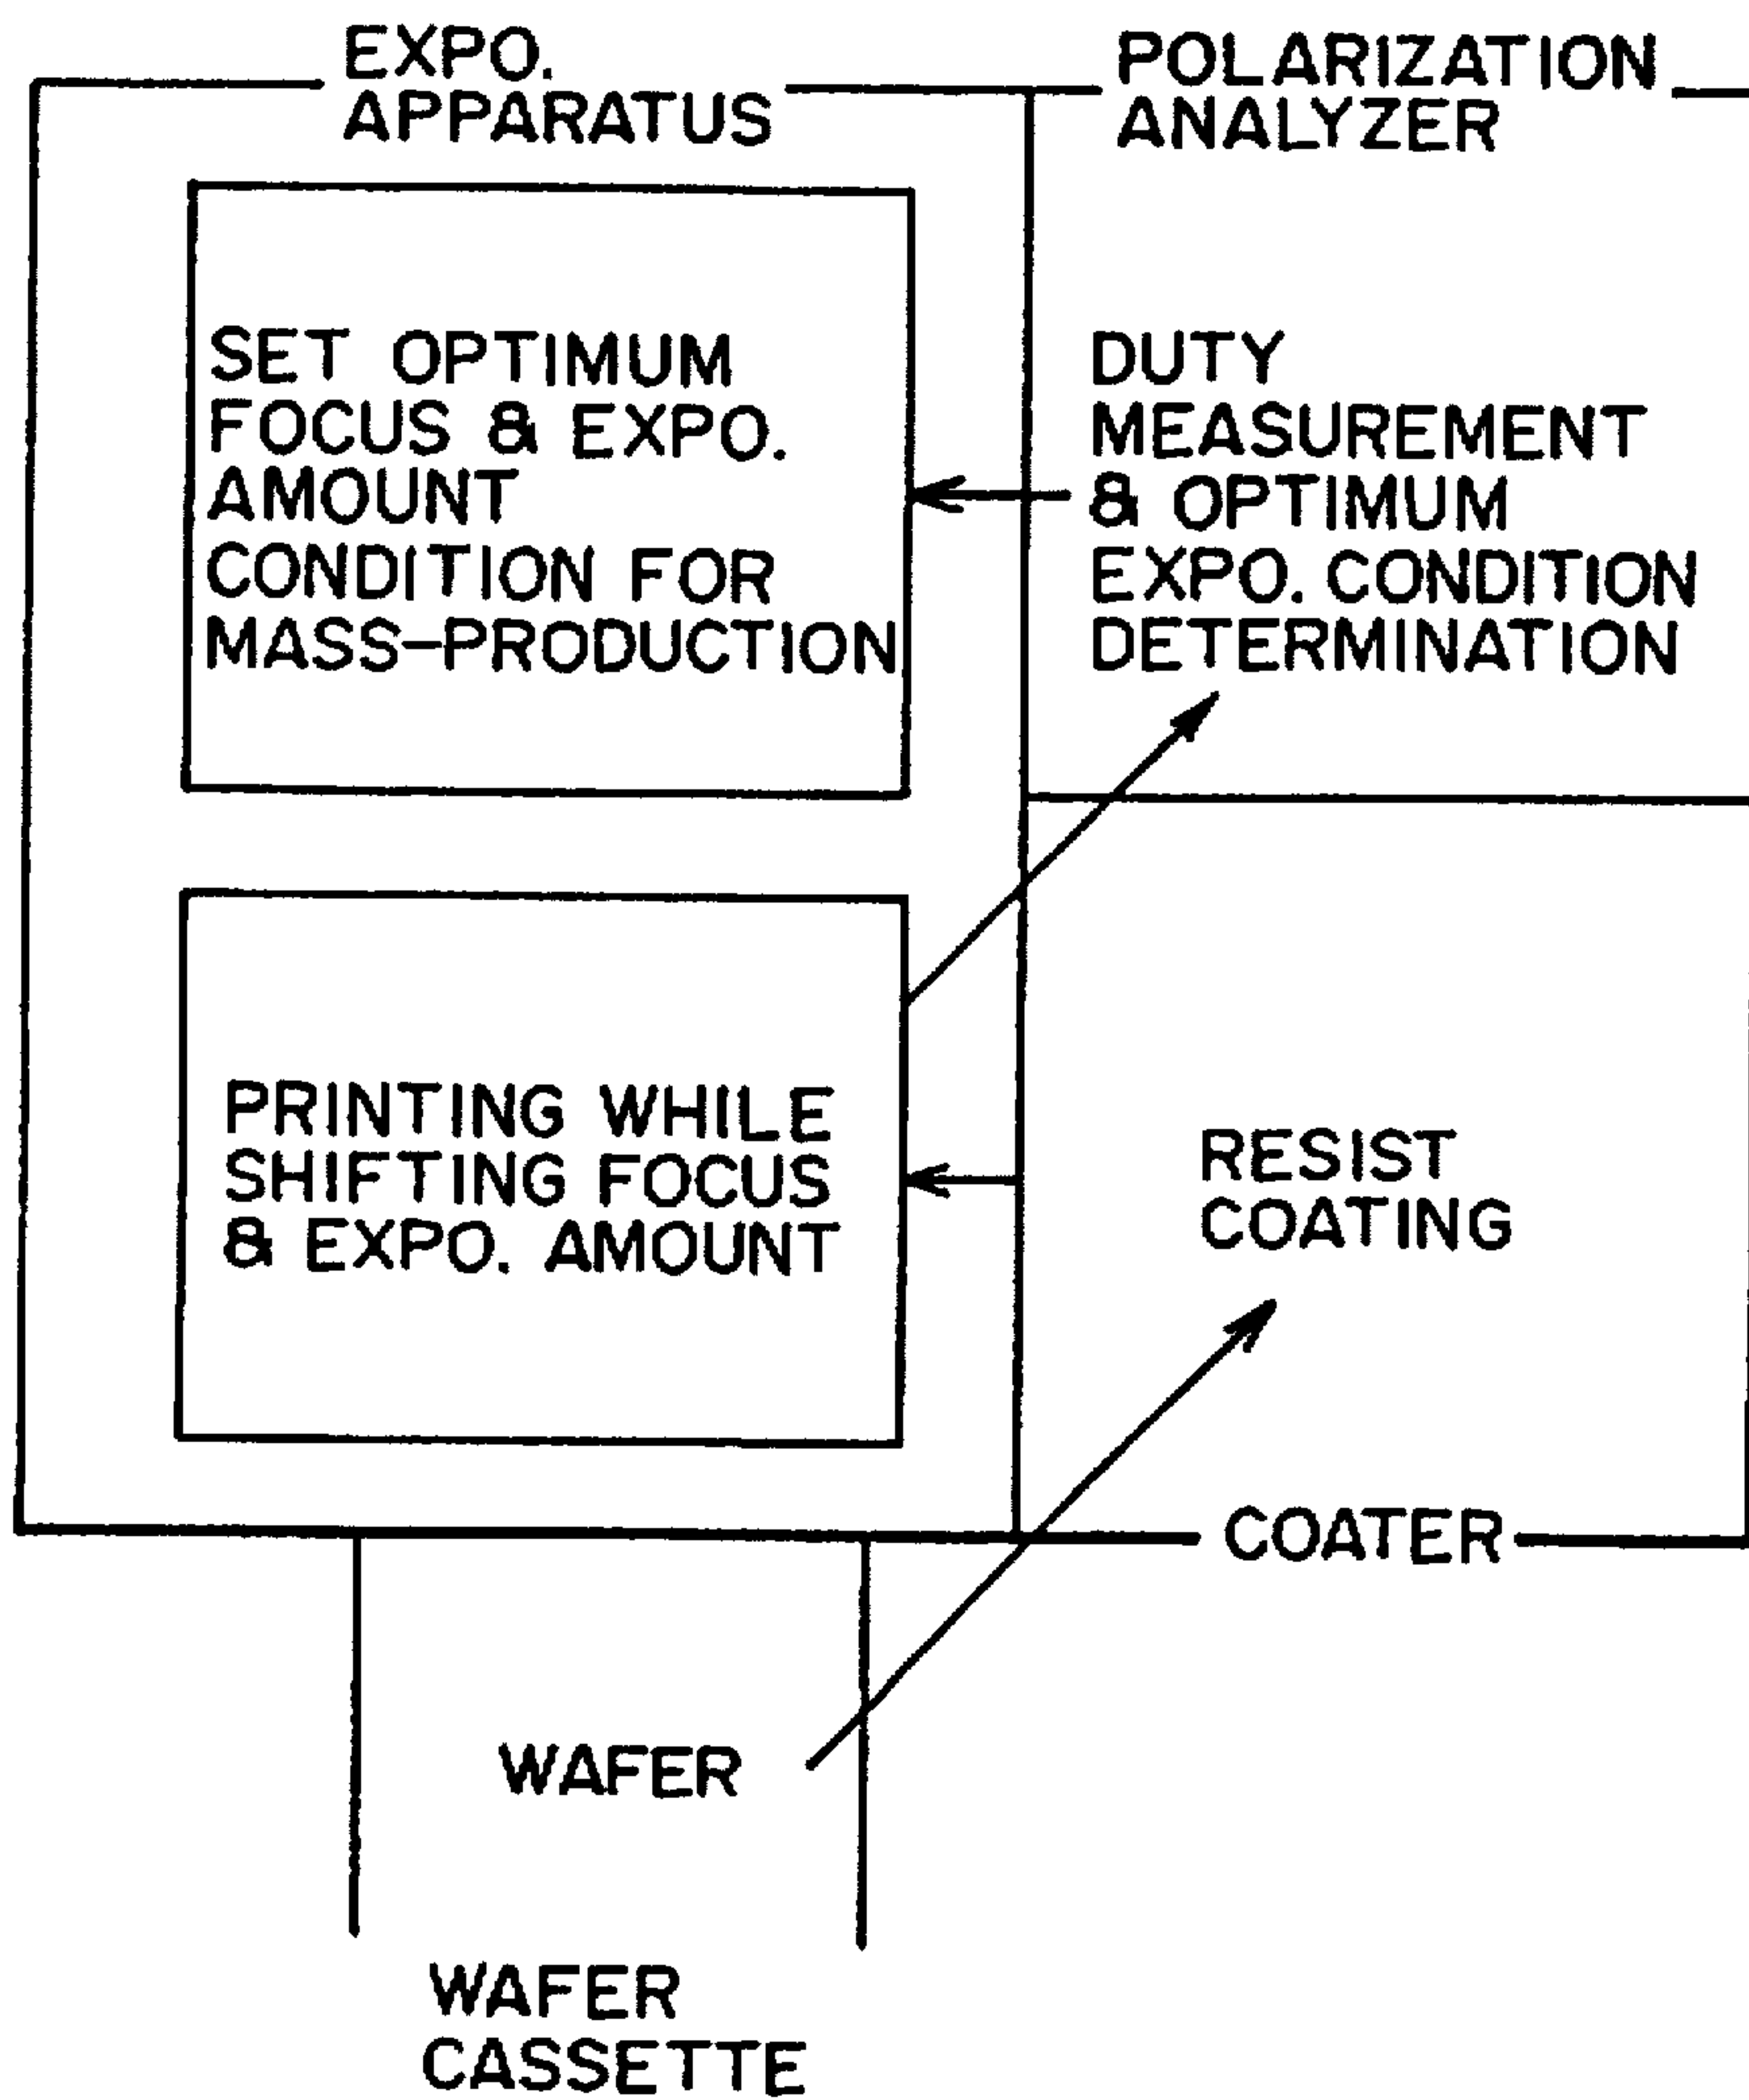 EXPO.
APPARATUS
POLARIZATION
ANALYZER
SET OPTIMUM
FOCUS & EXPO.
AMOUNT
CONDITION FOR
MASS-PRODUCTION
DUTY
MEASUREMENT
& OPTIMUM
EXPO. CONDITION
DETERMINATION
PRINTING WHILE
SHIFTING FOCUS
& EXPO. AMOUNT
RESIST
COATING
COATER
WAFER
WAFER
CASSETTE